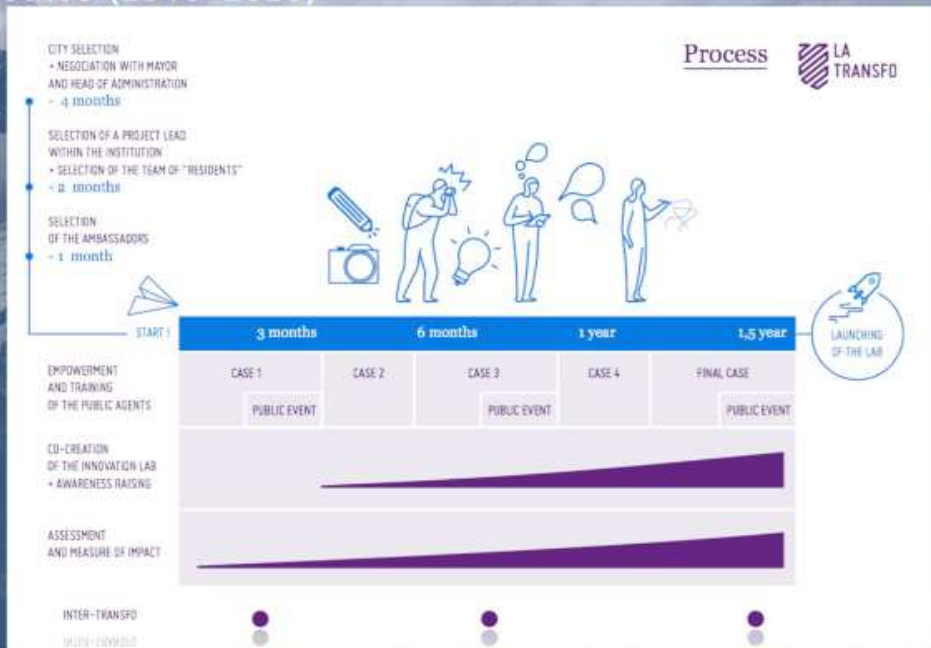 Process
LA
TRANSFO
CITY SELECTION
+ NEGOCIATION WITH MAYOR
AND HEAD OF ADMINISTRATION
- 4 months
SELECTION OF A PROJECT LEAD
WITHIN THE INSTITUTION
+ SELECTION OF THE TEAM OF "RESIDENTS"
- 2 months
SELECTION
OF THE AMBASSADORS
- 1 month
START !
3 months
6 months
1 year
1,5 year
LAUNCHING
OF THE LAB
EMPOWERMENT
AND TRAINING
OF THE PUBLIC AGENTS
CASE 1
CASE 2
CASE 3
CASE 4
FINAL CASE
PUBLIC EVENT
PUBLIC EVENT
PUBLIC EVENT
CO-CREATION
OF THE INNOVATION LAB
+ AWARENESS RAISING
ASSESSMENT
AND MEASURE OF IMPACT
INTER-TRANSFO